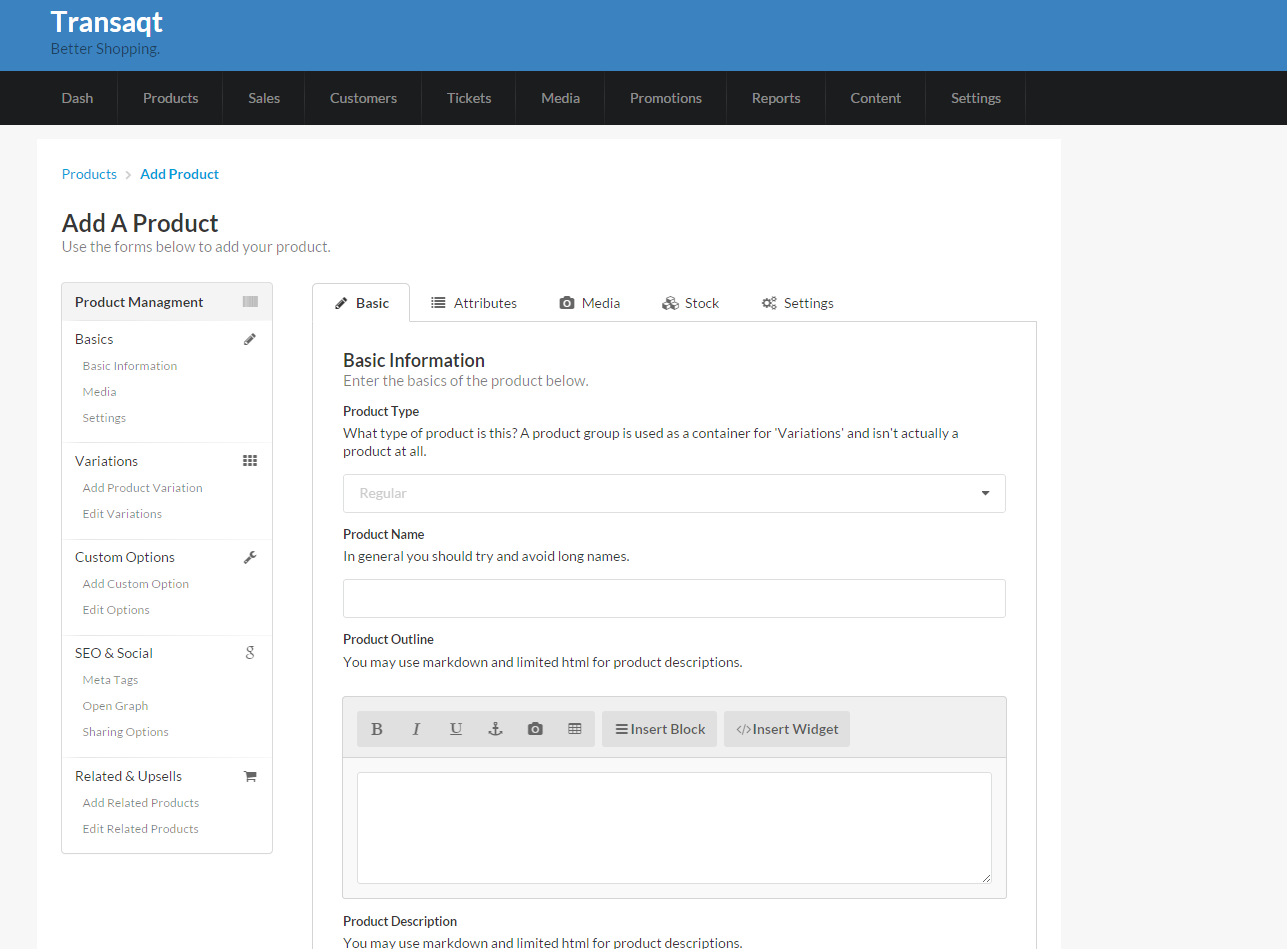 Transaqt
Better Shopping.
Dash Products Sales Customers Tickets Media Promotions Reports Content Settings
Products > Add Product
Add A Product
Use the forms below to add your product.
Product Managment
Basics
Basic Information
Media
Settings
Variations
Add Product Variation
Edit Variations
Custom Options
Add Custom Option
Edit Options
SEO & Social
Meta Tags
Open Graph
Sharing Options
Related & Upsells
Add Related Products
Edit Related Products
Basic Attributes Media Stock Settings
Basic Information
Enter the basics of the product below.
Product Type
What type of product is this? A product group is used as a container for 'Variations' and isn't actually a
product at all.
Regular
Product Name
In general you should try and avoid long names.
Product Outline
You may use markdown and limited html for product descriptions.
B I U Insert Block </> Insert Widget
Product Description
You may use markdown and limited html for product descriptions.